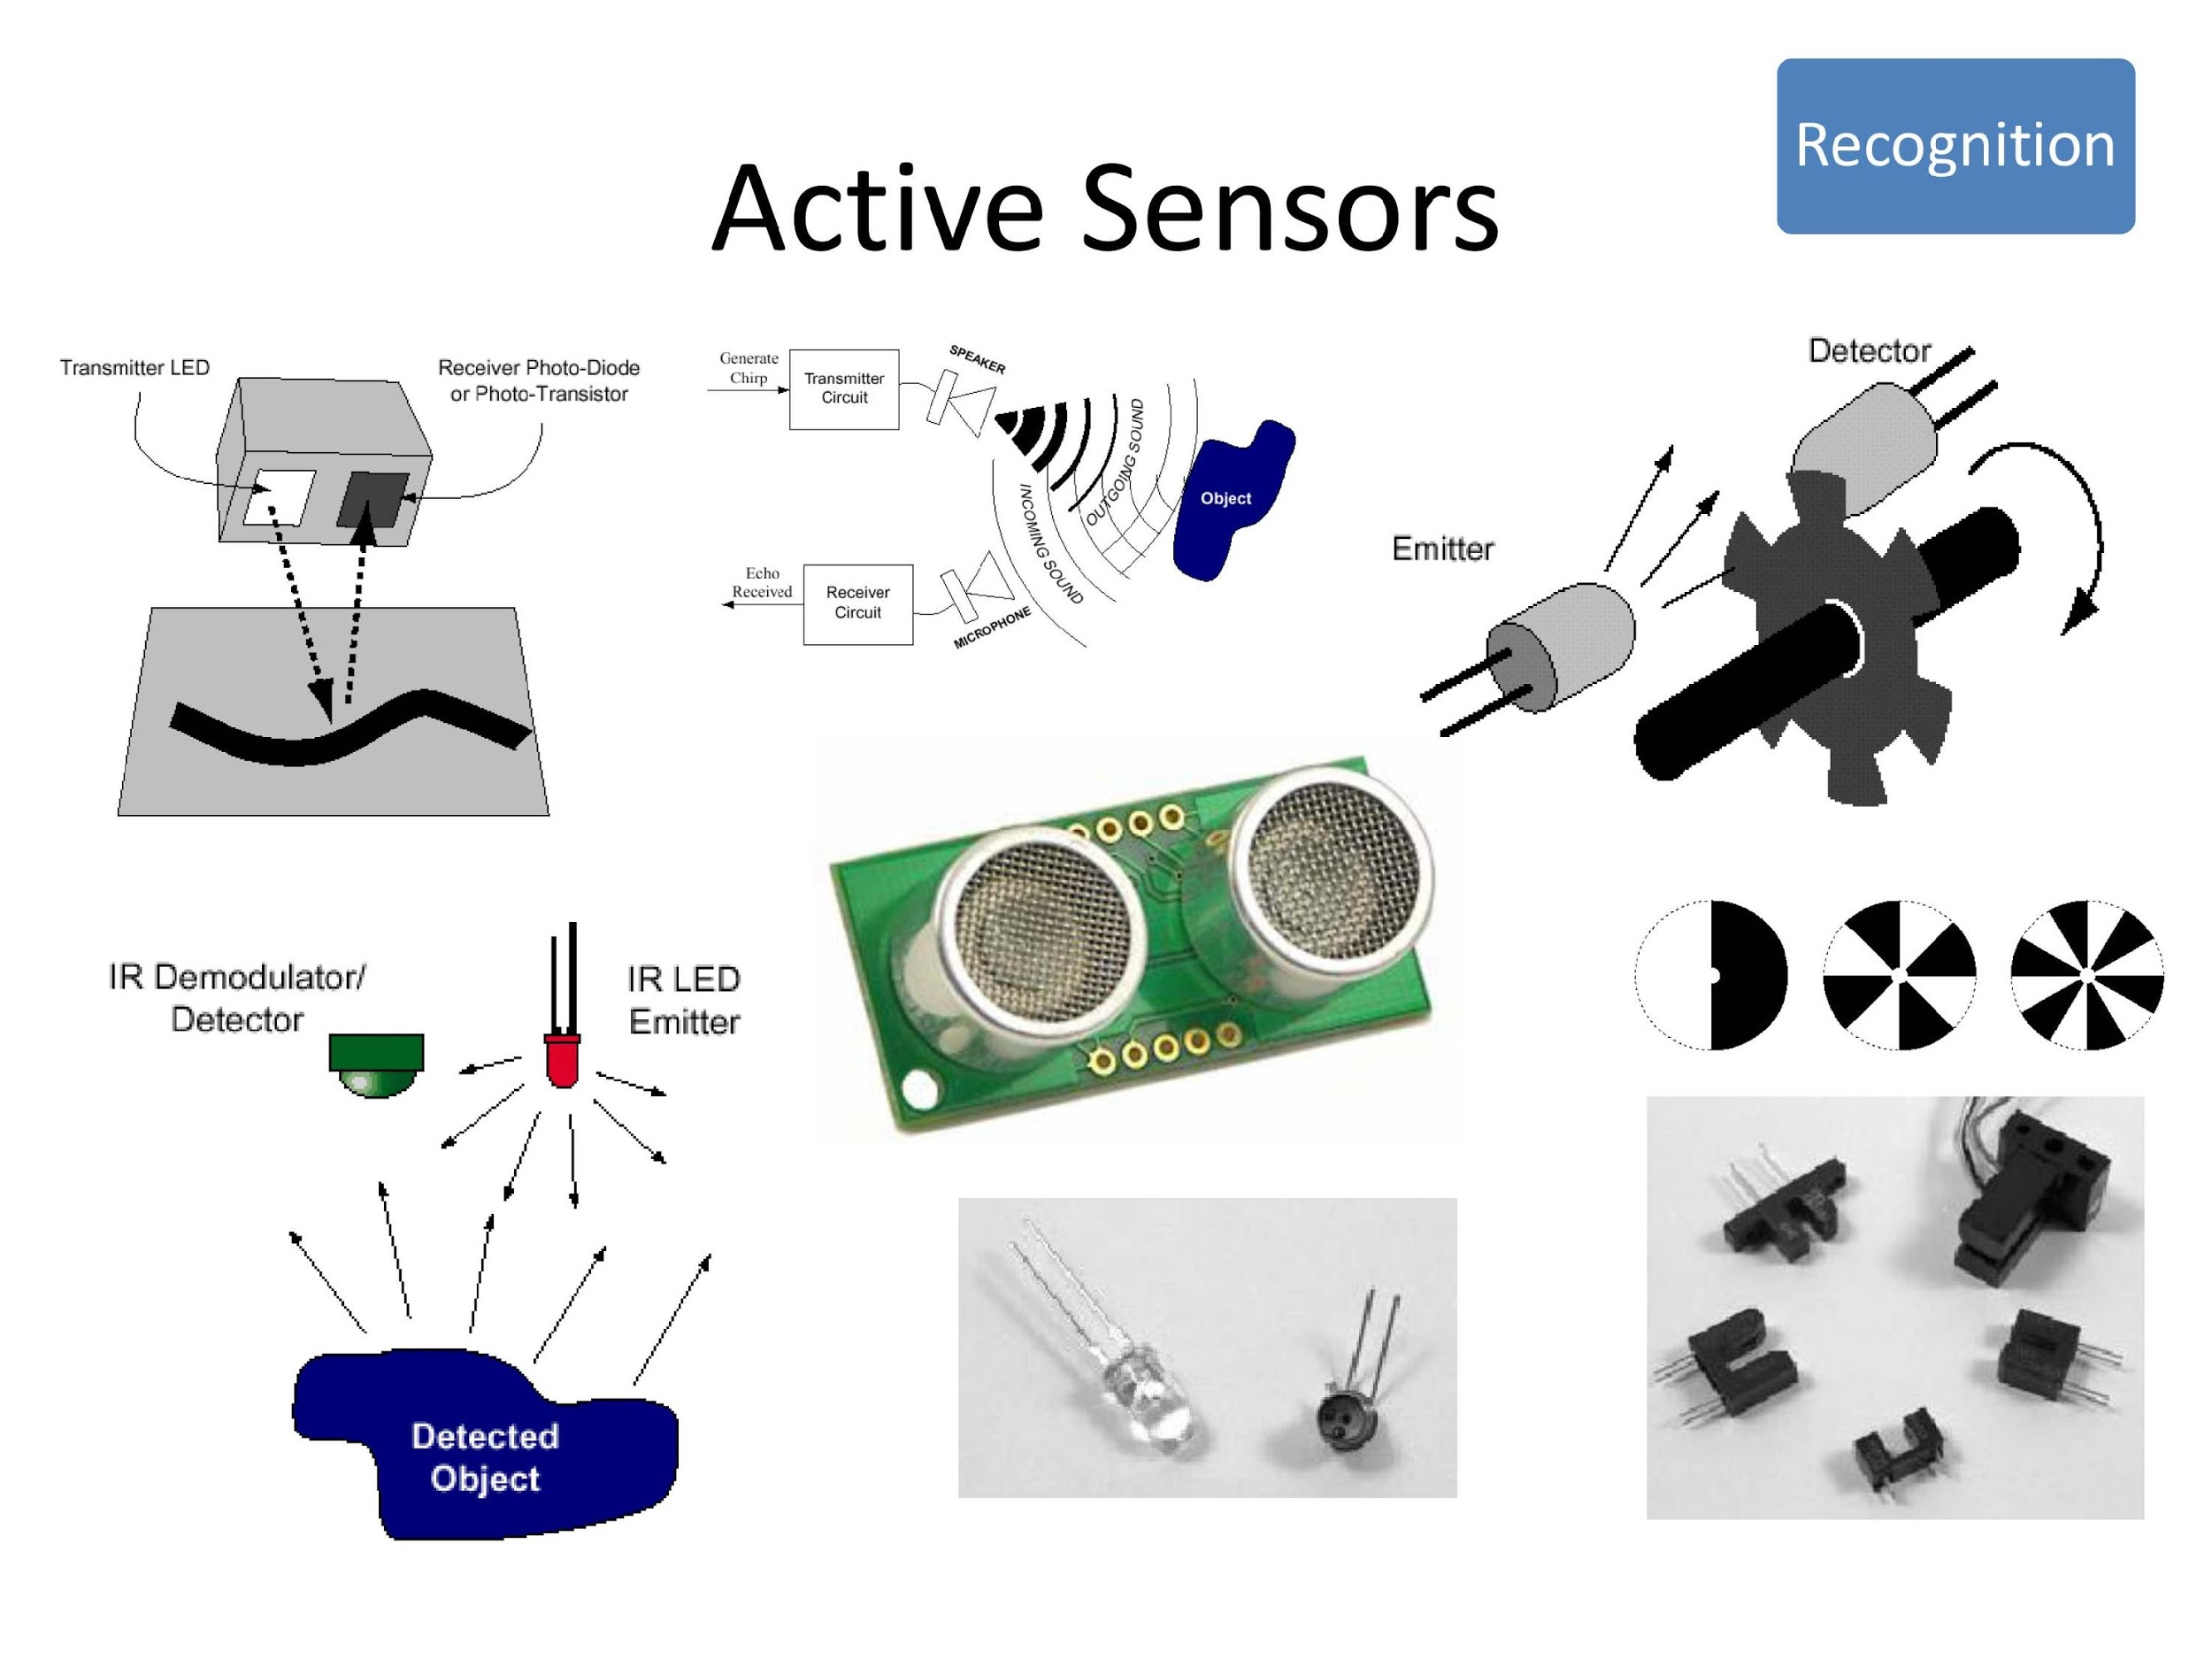 Recognition
Active Sensors
Transmitter LED
Receiver Photo-Diode
or Photo-Transistor
Generate
Chirp
Transmitter
Circuit
SPEAKER
OUTGOING SOUND
INCOMING SOUND
Object
Echo
Received
Receiver
Circuit
MICROPHONE
Detector
Emitter
IR Demodulator/
Detector
IR LED
Emitter
Detected
Object